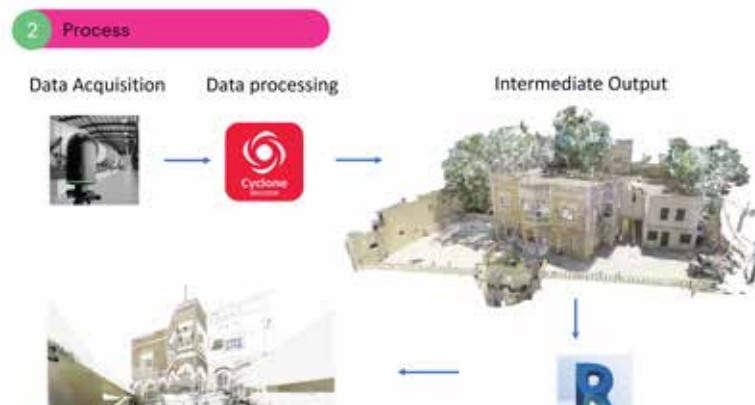 2 Process
Data Acquisition Data processing Intermediate Output
Cyclone
R